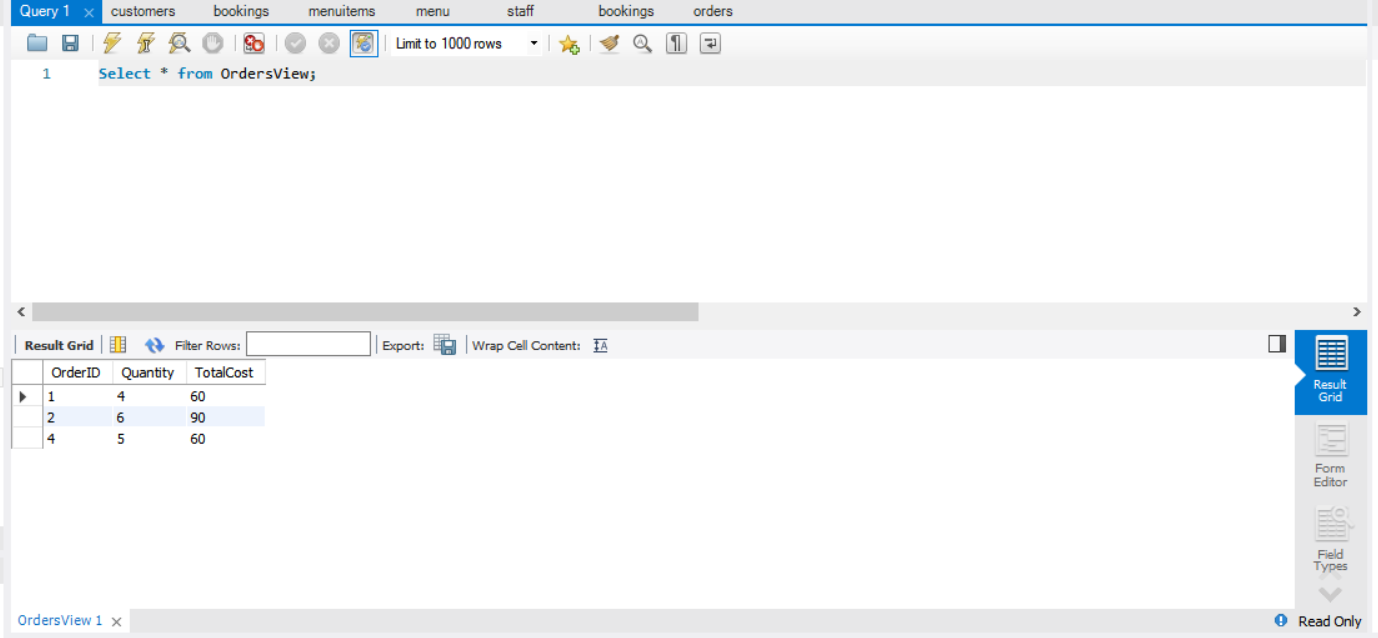 Query 1 customers bookings menuitems menu staff bookings orders
Limit to 1000 rows
1 Select * from OrdersView;
Result Grid Filter Rows: Export: Wrap Cell Content:
OrderID Quantity TotalCost
1 4 60
2 6 90
4 5 60
Result
Grid
Form
Editor
Field
Types
OrdersView 1 Read Only